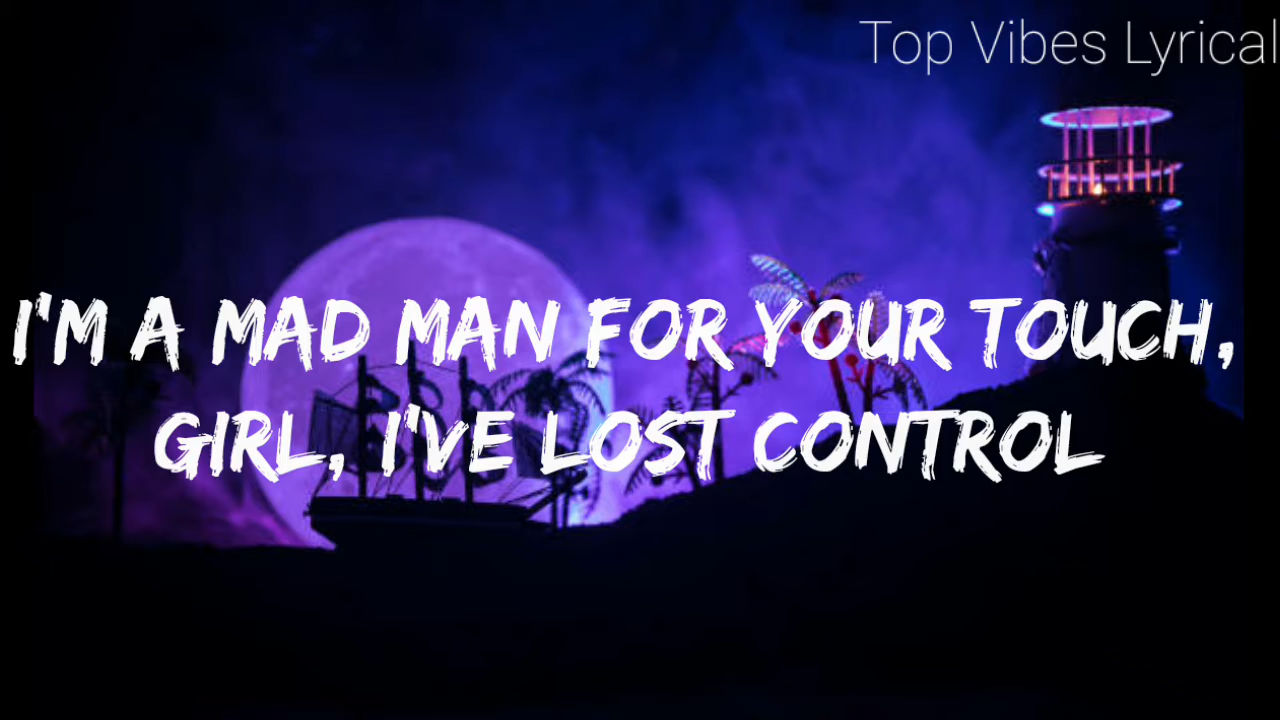 Top Vibes Lyrical
I'M A MAD MAN FOR YOUR TOUCH,
GIRL, I'VE LOST CONTROL